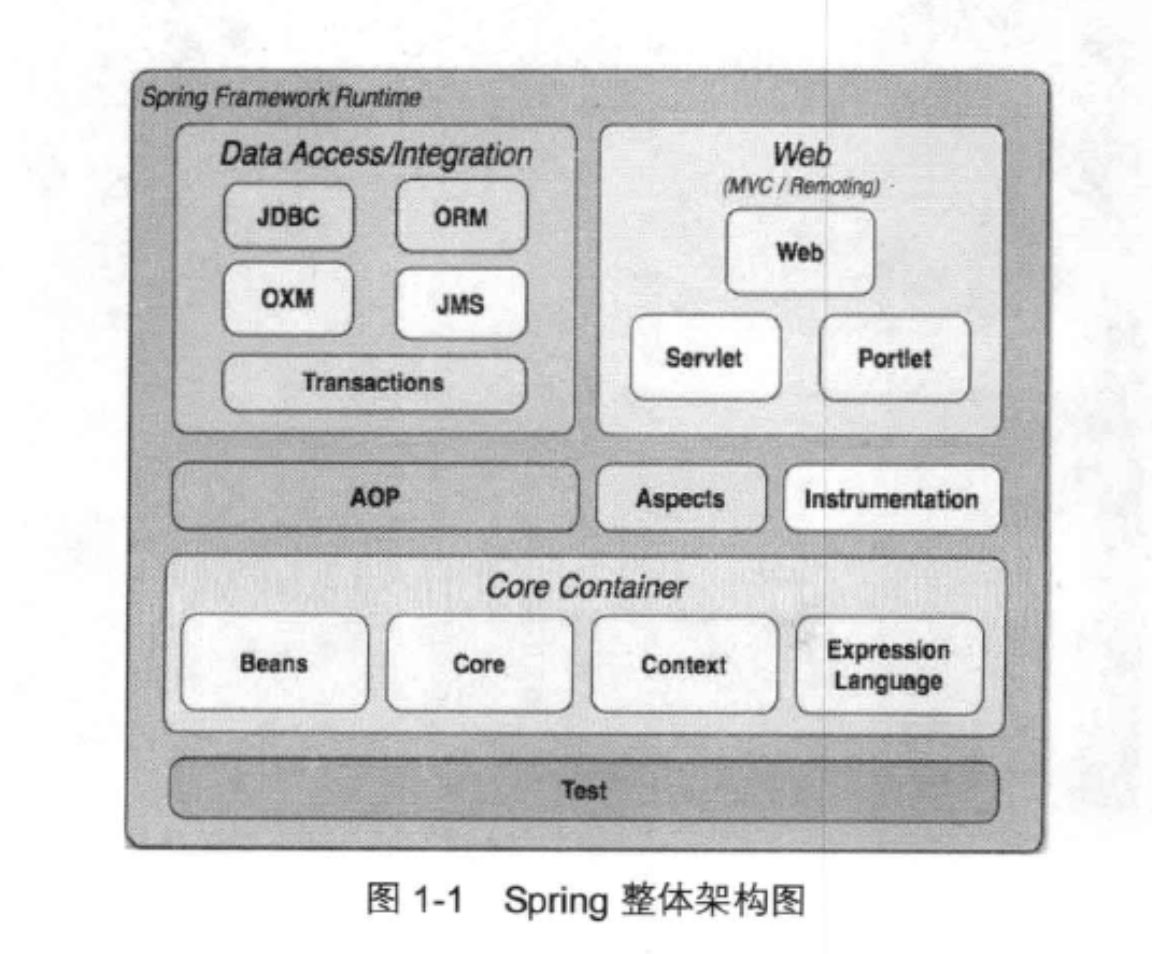 Spring Framework Runtime
Data Access/Integration
JDBC
ORM
OXM
JMS
Transactions
Web
(MVC / Remoting)
Web
Servlet
Portlet
AOP
Aspects
Instrumentation
Core Container
Beans
Core
Context
Expression
Language
Test
图 1-1 Spring 整体架构图